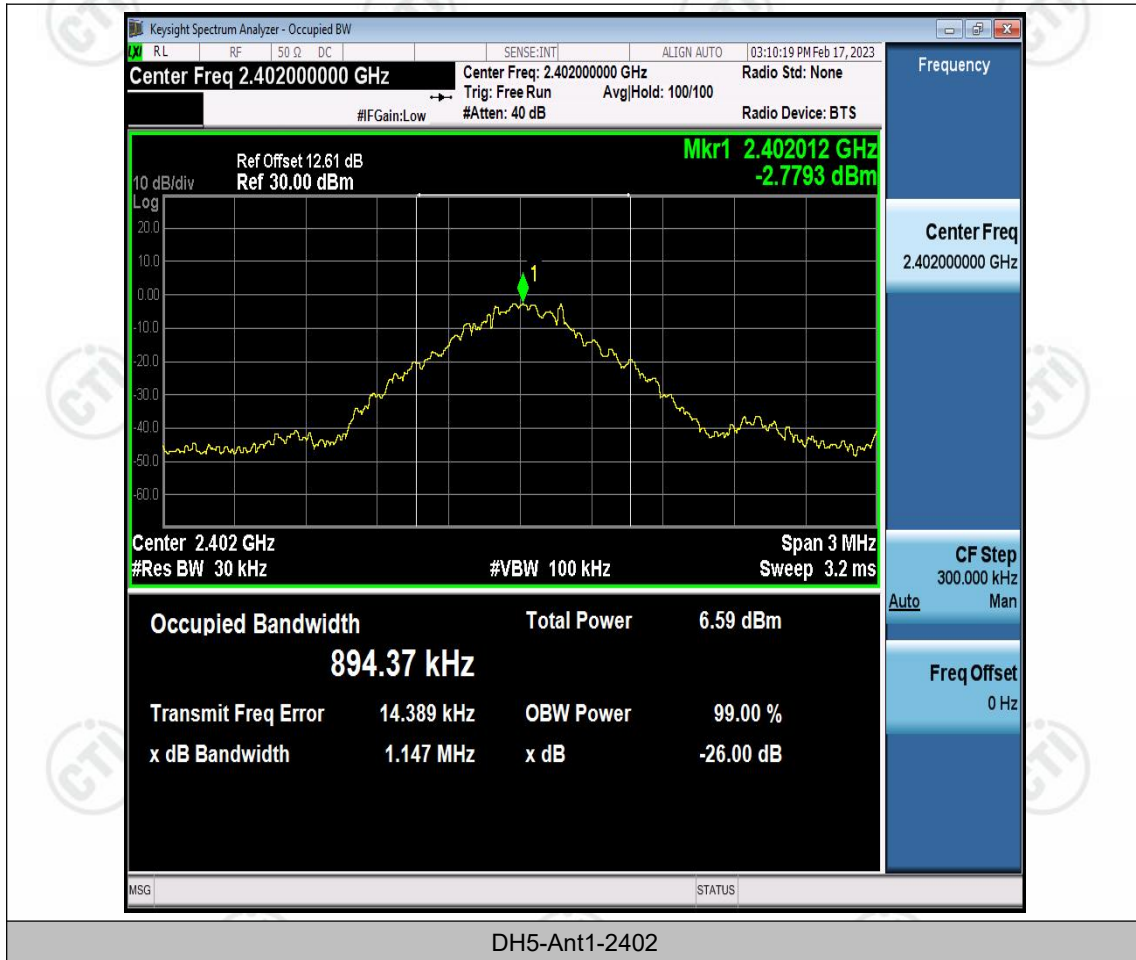 Keysight Spectrum Analyzer - Occupied BW
LXI RL RF 50 Ω DC SENSE:INT ALIGN AUTO 03:10:19 PM Feb 17, 2023
Center Freq 2.402000000 GHz
Center Freq: 2.402000000 GHz Radio Std: None
Trig: Free Run Avg|Hold: 100/100
#IFGain:Low #Atten: 40 dB Radio Device: BTS
Frequency
Ref Offset 12.61 dB
10 dB/div Ref 30.00 dBm
Mkr1 2.402012 GHz
-2.7793 dBm
Log
20.0
10.0
0.00
-10.0
-20.0
-30.0
-40.0
-50.0
-60.0
1
Center 2.402 GHz Span 3 MHz
#Res BW 30 kHz #VBW 100 kHz Sweep 3.2 ms
Center Freq
2.402000000 GHz
CF Step
300.000 kHz
Auto Man
Freq Offset
0 Hz
Occupied Bandwidth Total Power 6.59 dBm
894.37 kHz
Transmit Freq Error 14.389 kHz OBW Power 99.00 %
x dB Bandwidth 1.147 MHz x dB -26.00 dB
MSG STATUS
DH5-Ant1-2402
CTI
CTI
CTI
CTI
CTI
CTI